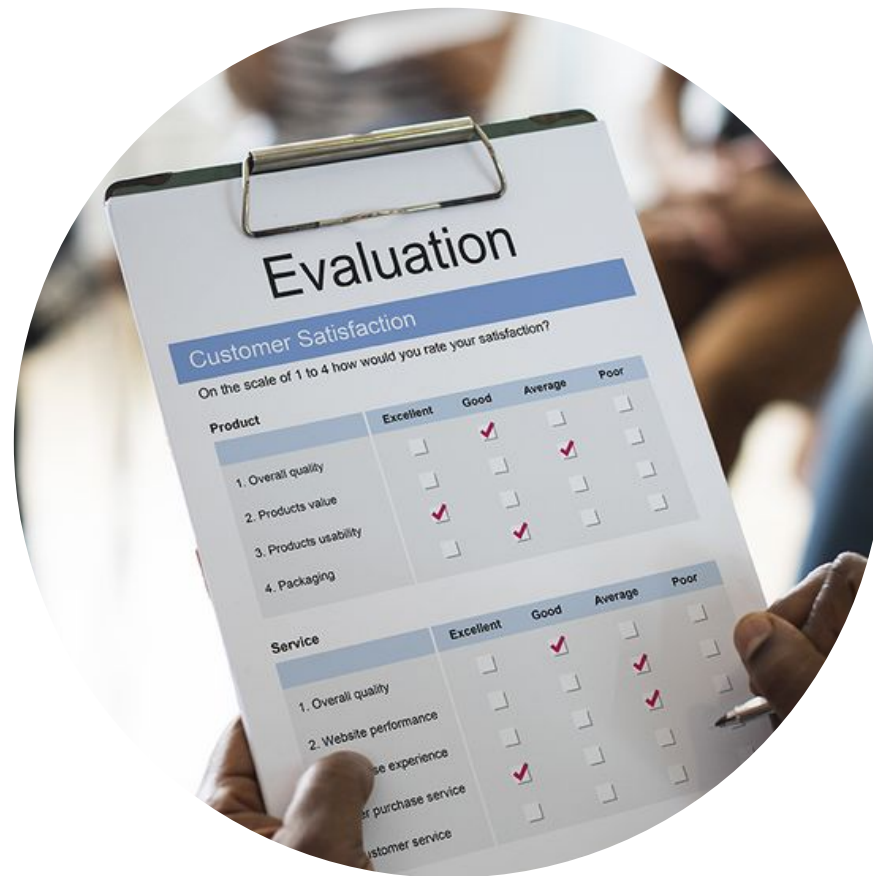 Evaluation
Customer Satisfaction
On the scale of 1 to 4 how would you rate your satisfaction?
Product Excellent Good Average Poor
1. Overall quality
2. Products value
3. Products usability
4. Packaging
Service Excellent Good Average Poor
1. Overall quality
2. Website performance
experience
purchase service
service